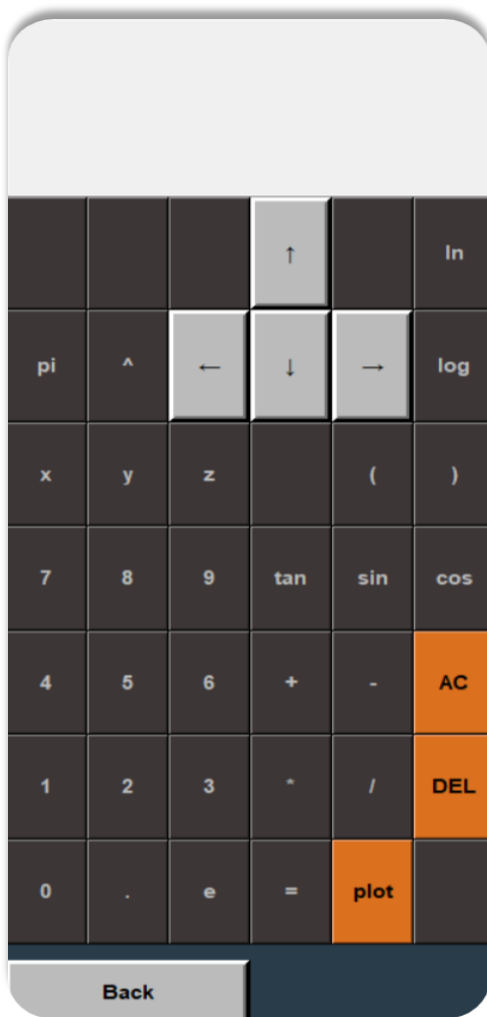 ↑ ln
pi ^ ← ↓ → log
x y z ( )
7 8 9 tan sin cos
4 5 6 + - AC
1 2 3 * / DEL
0 . e = plot
Back